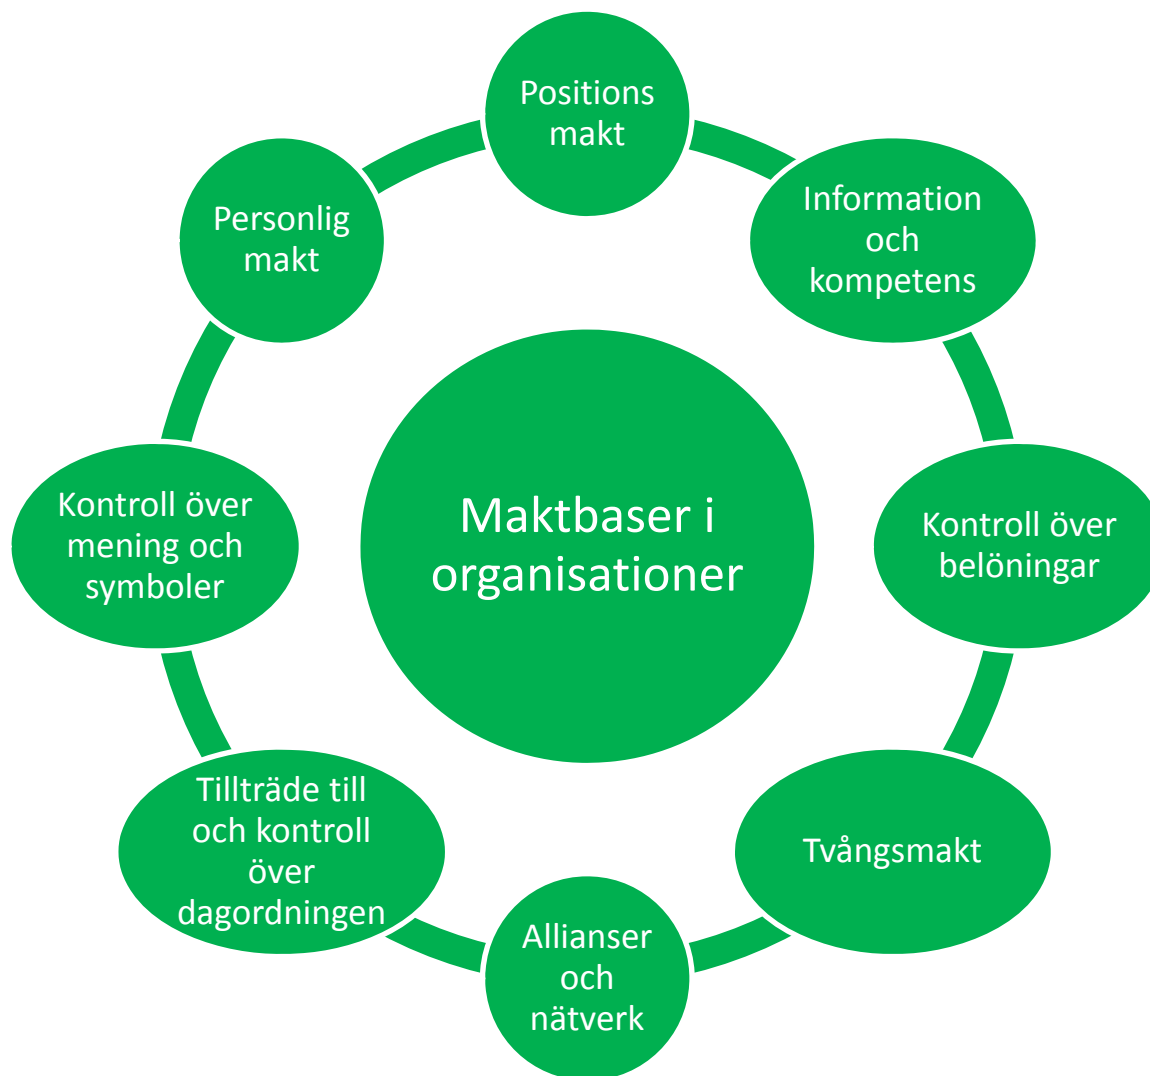 Positions
makt
Information
och
kompetens
Kontroll över
belöningar
Tvångsmakt
Allianser
och
nätverk
Tillträde till
och kontroll
över
dagordningen
Kontroll över
mening och
symboler
Personlig
makt
Maktbaser i
organisationer